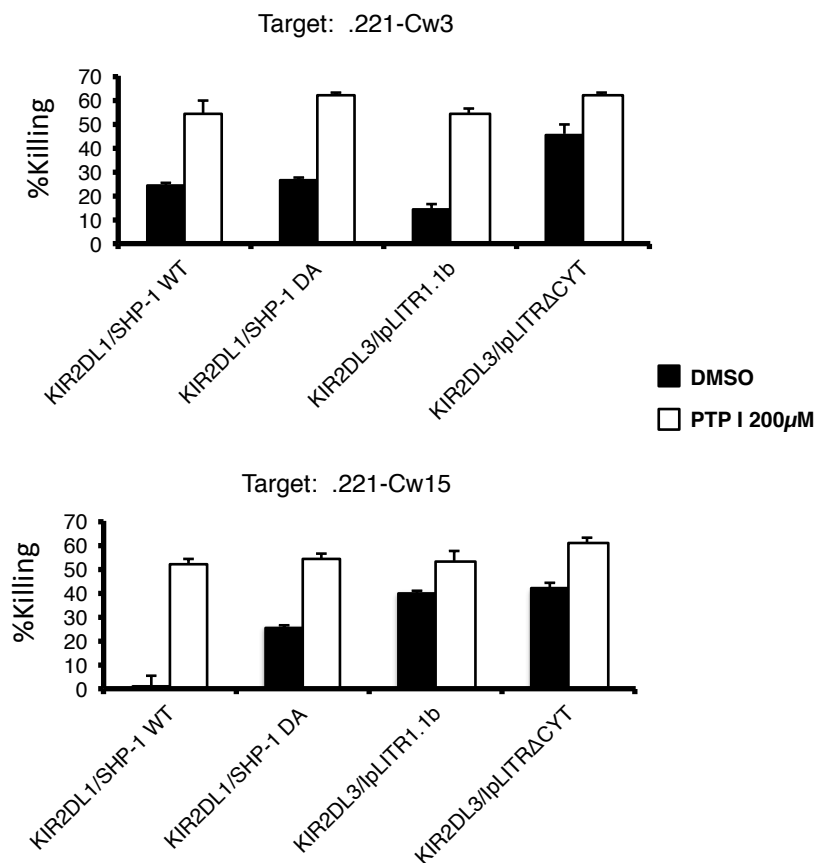 Target: .221-Cw3
%Killing
70
60
50
40
30
20
10
0
KIR2DL1/SHP-1 WT
KIR2DL1/SHP-1 DA
KIR2DL3/IpLITR1.1b
KIR2DL3/IpLITRΔCYT
DMSO
PTP I 200µM
Target: .221-Cw15
%Killing
70
60
50
40
30
20
10
0
KIR2DL1/SHP-1 WT
KIR2DL1/SHP-1 DA
KIR2DL3/IpLITR1.1b
KIR2DL3/IpLITRΔCYT